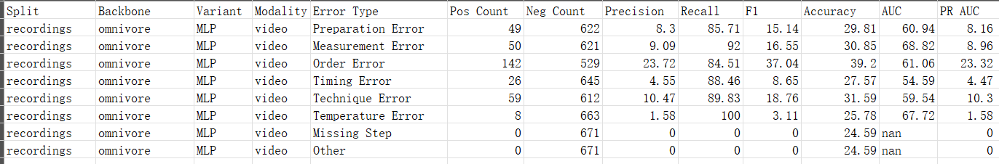 Split Backbone Variant Modality Error Type Pos Count Neg Count Precision Recall F1 Accuracy AUC PR AUC
recordings omnivore MLP video Preparation Error 49 622 8.3 85.71 15.14 29.81 60.94 8.16
recordings omnivore MLP video Measurement Error 50 621 9.09 92 16.55 30.85 68.82 8.96
recordings omnivore MLP video Order Error 142 529 23.72 84.51 37.04 39.2 61.06 23.32
recordings omnivore MLP video Timing Error 26 645 4.55 88.46 8.65 27.57 54.59 4.47
recordings omnivore MLP video Technique Error 59 612 10.47 89.83 18.76 31.59 59.54 10.3
recordings omnivore MLP video Temperature Error 8 663 1.58 100 3.11 25.78 67.72 1.58
recordings omnivore MLP video Missing Step 0 671 0 0 0 24.59 nan 0
recordings omnivore MLP video Other 0 671 0 0 0 24.59 nan 0